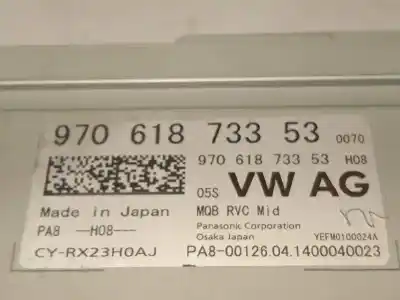 970 618 733 53 0070
970 618 733 53 H08
05S VW AG
Made in Japan MQB RVC Mid
PA8 -H08-- Panasonic Corporation
Osaka Japan YEFM0100024A
CY-RX23H0AJ PA8-00126.04.1400040023